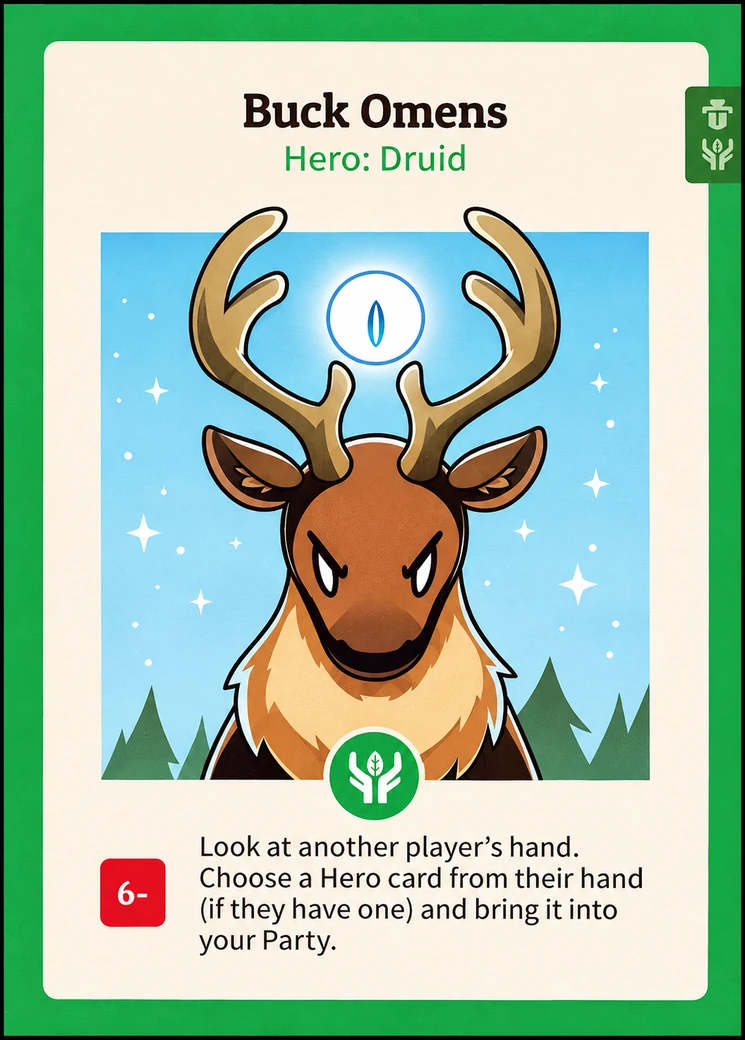 Buck Omens
Hero: Druid
6-
Look at another player’s hand.
Choose a Hero card from their hand
(if they have one) and bring it into
your Party.